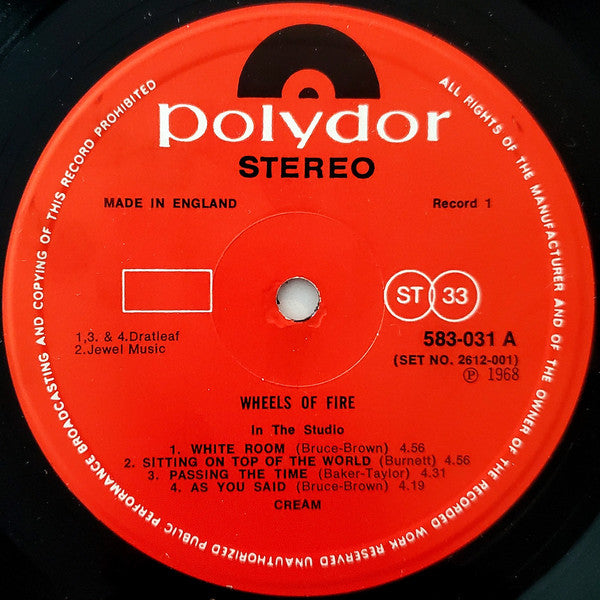 polydor
STEREO
MADE IN ENGLAND
Record 1
ST 33
1,3. & 4.Dratleaf
2.Jewel Music
583-031 A
(SET NO. 2612-001)
Ⓟ 1968
WHEELS OF FIRE
In The Studio
1. WHITE ROOM (Bruce-Brown) 4.56
2. SITTING ON TOP OF THE WORLD (Burnett) 4.56
3. PASSING THE TIME (Baker-Taylor) 4.31
4. AS YOU SAID (Bruce-Brown) 4.19
CREAM
ALL RIGHTS OF THE MANUFACTURER AND OF THE OWNER OF THE RECORDED WORK RESERVED UNAUTHORIZED PUBLIC PERFORMANCE BROADCASTING AND COPYING OF THIS RECORD PROHIBITED